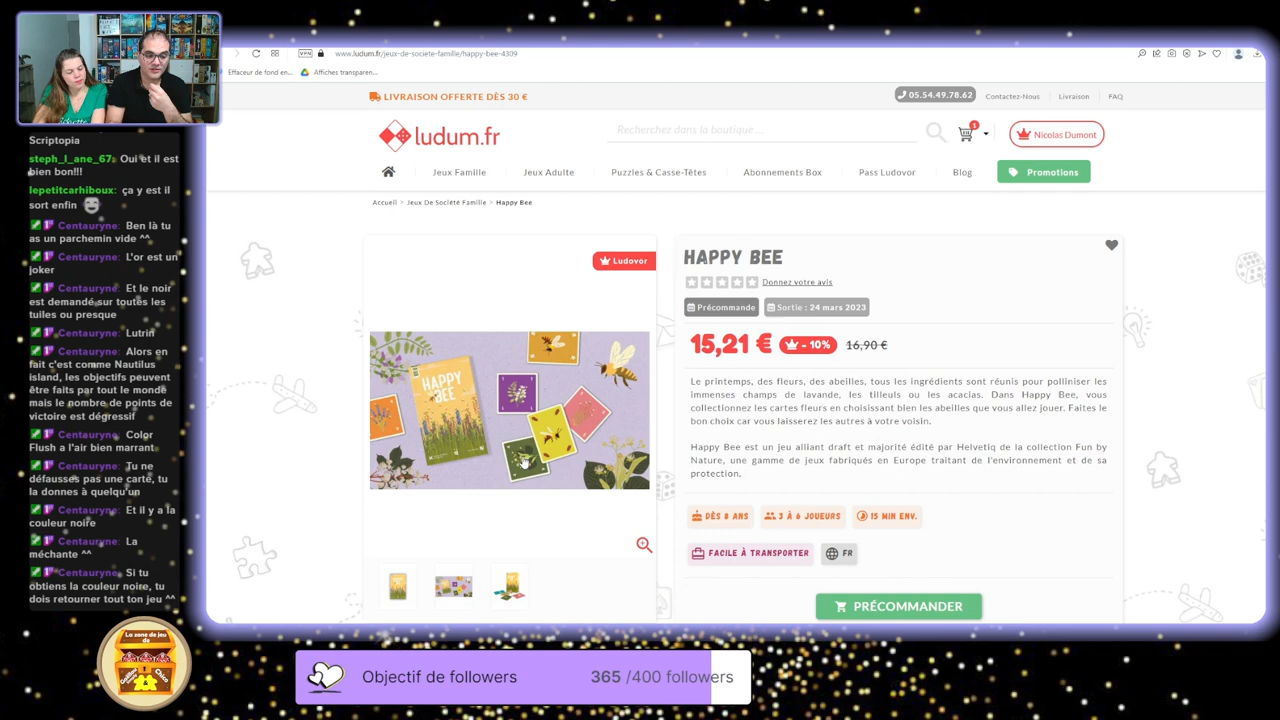 Scriptopia
steph_l_ane_67: Oui et il est
bien bon!!!
lepetitcarhiboux: ça y est il
sort enfin
Centauryne: Ben là tu
as un parchemin vide ^^
Centauryne: L'or est un
joker
Centauryne: Et le noir
est demandé sur toutes les
tuiles ou presque
Centauryne: Lutrin
Centauryne: Alors en
fait c'est comme Nautilus
island, les objectifs peuvent
être faits par tout le monde
mais le nombre de points de
victoire est dégressif
Centauryne: Color
Flush a l'air bien marrant
Centauryne: Tu ne
défausses pas une carte, tu
la donnes à quelqu'un
Centauryne: Et il y a la
couleur noire
Centauryne: La
méchante ^^
Centauryne: Si tu
obtiens la couleur noire, tu
dois retourner tout ton jeu ^^
La zone de jeu
de
Chico
VPN www.ludum.fr/jeux-de-societe-famille/happy-bee-4309
Effaceur de fond en... Affiches transparen...
LIVRAISON OFFERTE DÈS 30 €
05.54.49.78.62 Contactez-Nous Livraison FAQ
ludum.fr
Recherchez dans la boutique ...
1
Nicolas Dumont
Jeux Famille Jeux Adulte Puzzles & Casse-Têtes Abonnements Box Pass Ludovor Blog Promotions
Accueil > Jeux De Société Famille > Happy Bee
Ludovor
HAPPY
BEE
HAPPY BEE
Donnez votre avis
Précommande Sortie : 24 mars 2023
15,21 € - 10% 16,90 €
Le printemps, des fleurs, des abeilles, tous les ingrédients sont réunis pour polliniser les
immenses champs de lavande, les tilleuls ou les acacias. Dans Happy Bee, vous
collectionnez les cartes fleurs en choisissant bien les abeilles que vous allez jouer. Faites le
bon choix car vous laisserez les autres à votre voisin.
Happy Bee est un jeu alliant draft et majorité édité par Helvetiq de la collection Fun by
Nature, une gamme de jeux fabriqués en Europe traitant de l'environnement et de sa
protection.
DÈS 8 ANS 3 À 6 JOUEURS 15 MIN ENV.
FACILE À TRANSPORTER FR
PRÉCOMMANDER
Objectif de followers 365 /400 followers